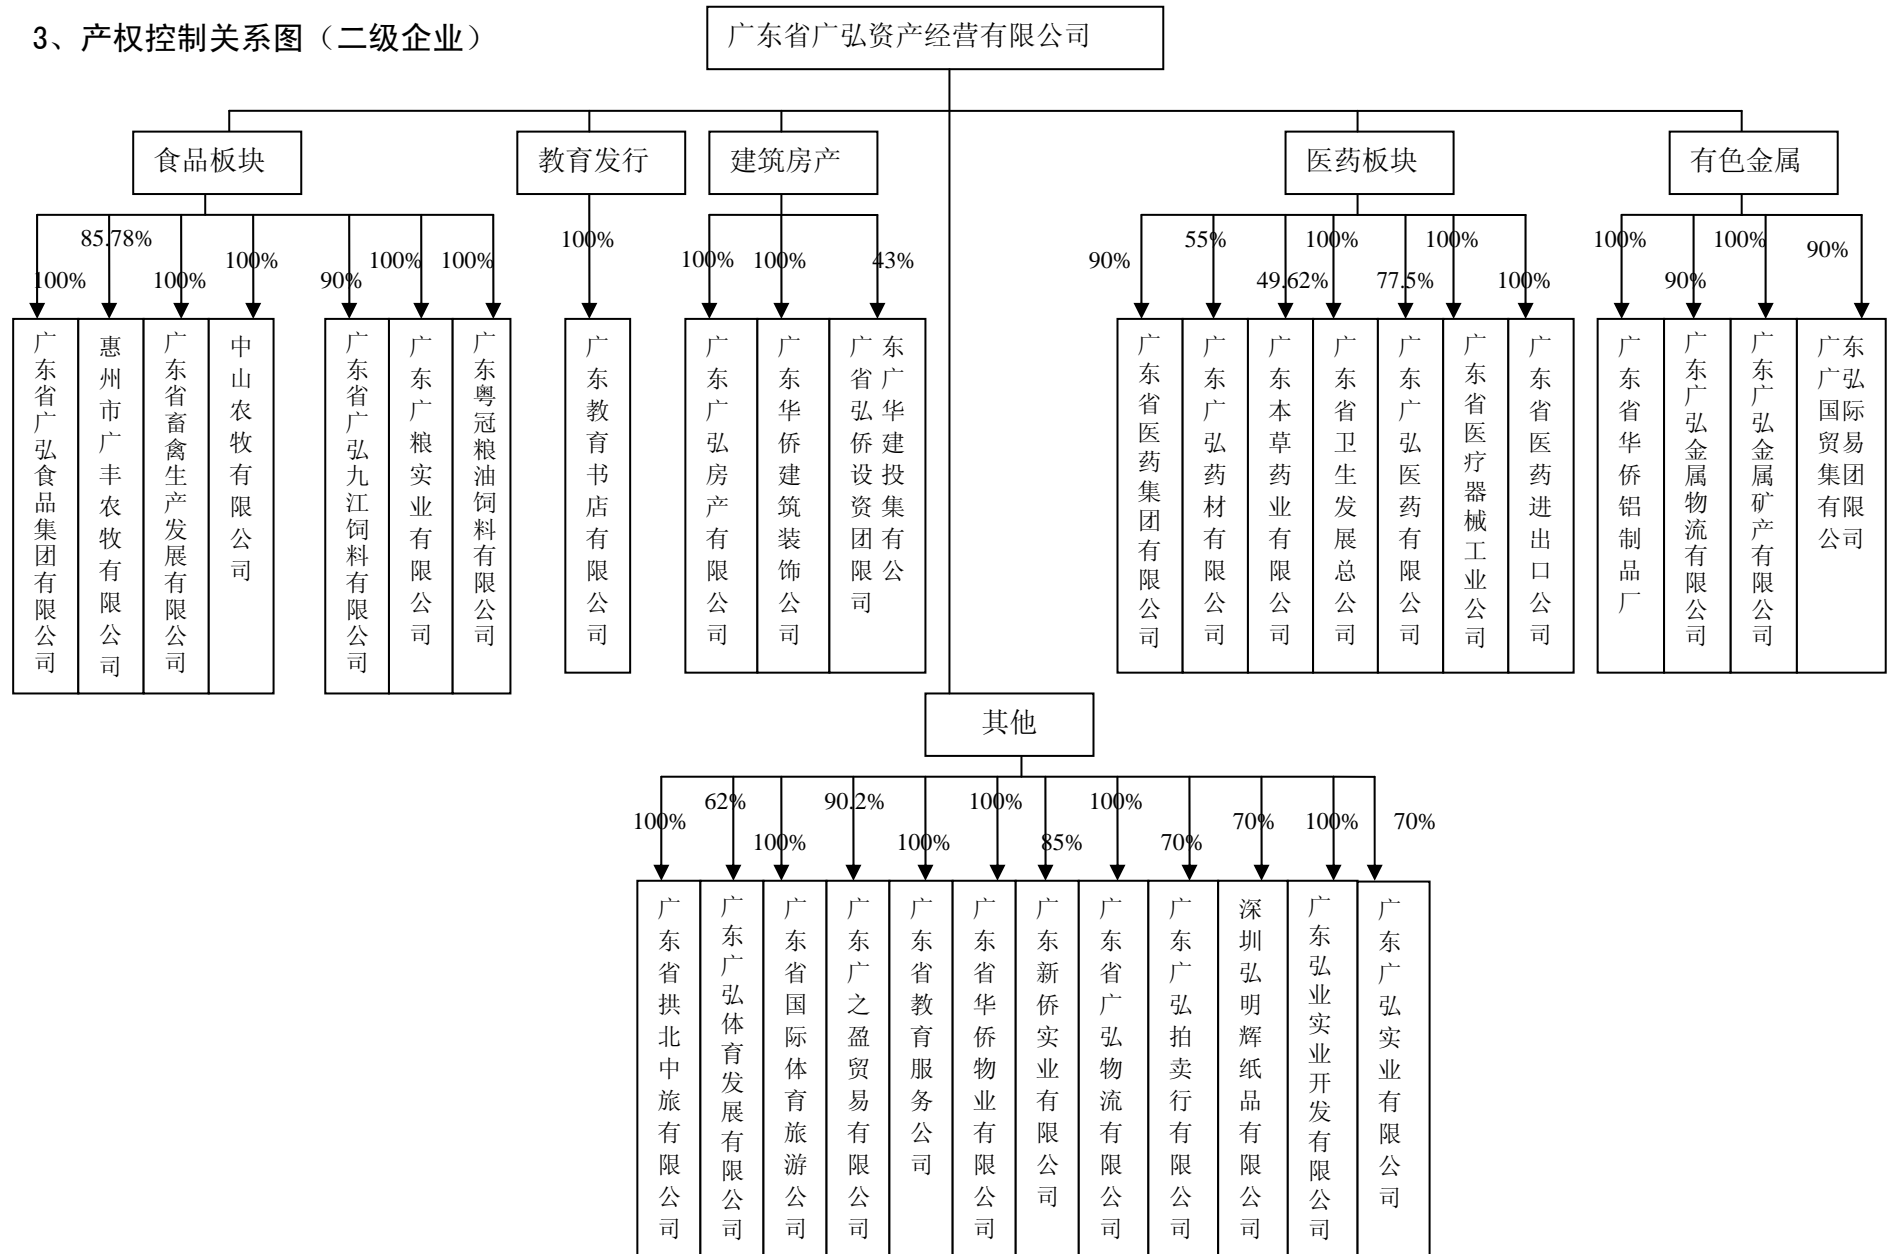 3、产权控制关系图（二级企业）
广东省广弘资产经营有限公司
食品板块
教育发行
建筑房产
医药板块
有色金属
85.78%
100%
100%
100%
90%
100%
100%
100%
100%
100%
43%
90%
55%
49.62%
100%
77.5%
100%
100%
100%
90%
100%
90%
广东省广弘食品集团有限公司
惠州市广丰农牧有限公司
广东省畜禽生产发展有限公司
中山农牧有限公司
广东省广弘九江饲料有限公司
广东广粮实业有限公司
广东粤冠粮油饲料有限公司
广东教育书店有限公司
广东广弘房产有限公司
广东华侨建筑装饰公司
广东省广弘华侨建设投资集团有限公司
广东省医药集团有限公司
广东广弘药材有限公司
广东本草药业有限公司
广东省卫生发展总公司
广东广弘医药有限公司
广东省医疗器械工业公司
广东省医药进出口公司
广东省华侨铝制品厂
广东广弘金属物流有限公司
广东广弘金属矿产有限公司
广东广弘国际贸易集团有限公司
其他
100%
62%
100%
90.2%
100%
100%
85%
100%
70%
70%
100%
70%
广东省拱北中旅有限公司
广东广弘体育发展有限公司
广东省国际体育旅游公司
广东广之盈贸易有限公司
广东省教育服务公司
广东省华侨物业有限公司
广东新侨实业有限公司
广东省广弘物流有限公司
广东广弘拍卖行有限公司
深圳弘明辉纸品有限公司
广东弘业实业开发有限公司
广东广弘实业有限公司